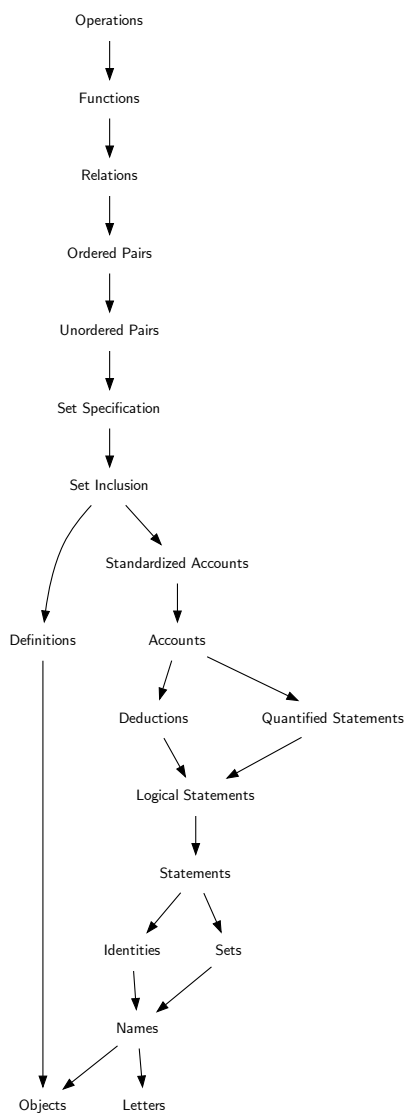 Operations
Functions
Relations
Ordered Pairs
Unordered Pairs
Set Specification
Set Inclusion
Standardized Accounts
Definitions
Accounts
Deductions
Quantified Statements
Logical Statements
Statements
Identities
Sets
Names
Objects
Letters